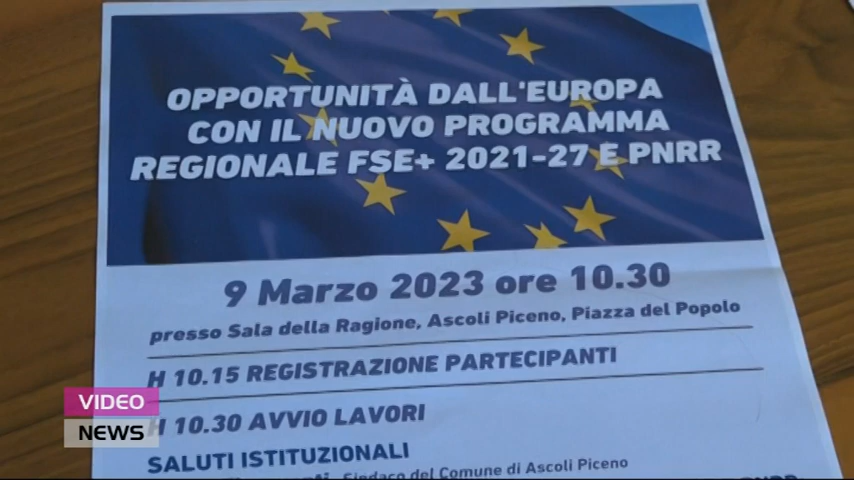 OPPORTUNITÀ DALL'EUROPA
CON IL NUOVO PROGRAMMA
REGIONALE FSE+ 2021-27 E PNRR
9 Marzo 2023 ore 10.30
presso Sala della Ragione, Ascoli Piceno, Piazza del Popolo
H 10.15 REGISTRAZIONE PARTECIPANTI
H 10.30 AVVIO LAVORI
SALUTI ISTITUZIONALI
Sindaco del Comune di Ascoli Piceno
VIDEO
NEWS